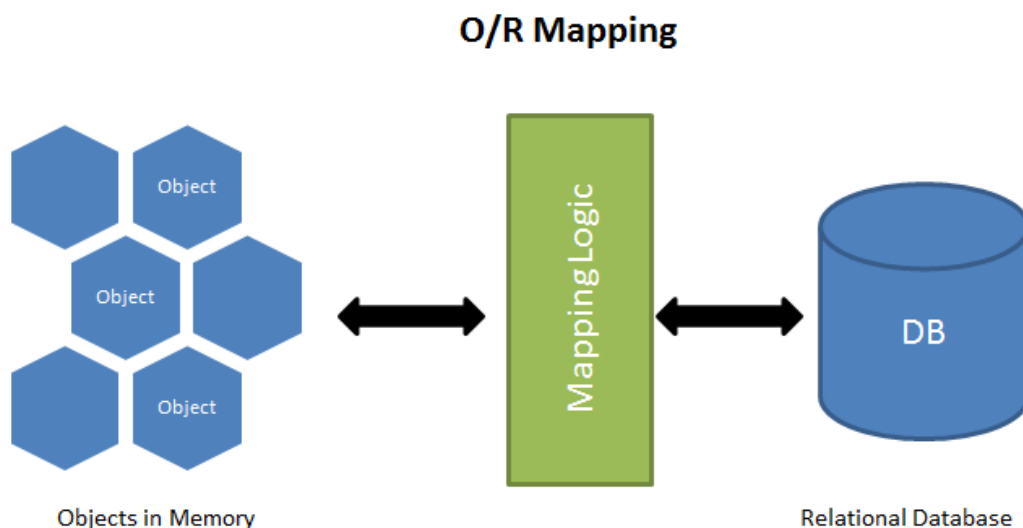 O/R Mapping
Object
Object
Object
Mapping Logic
DB
Objects in Memory
Relational Database